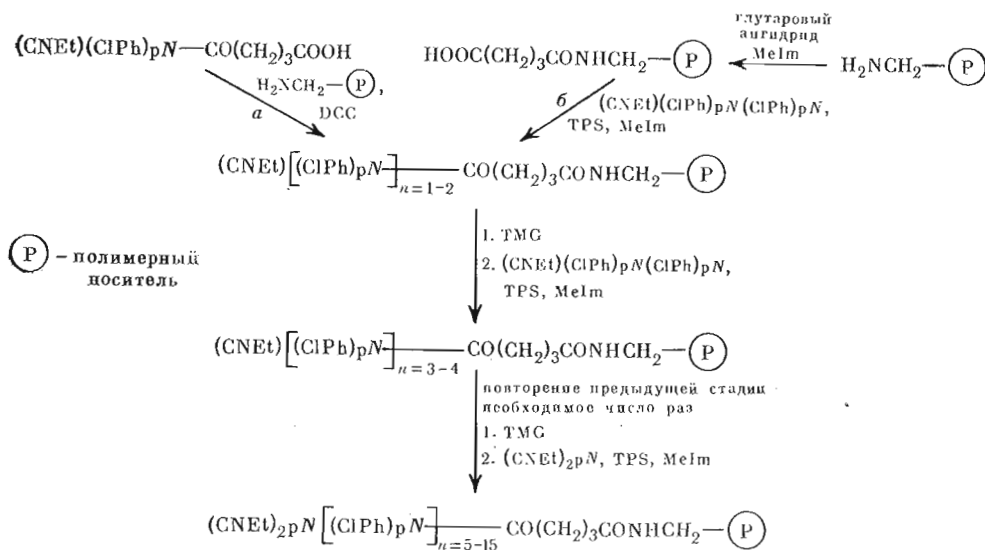 глутаровый
ангидрид
MeIm
(CNEt)(ClPh)pN—CO(CH₂)₃COOH
HOOC(CH₂)₃CONHCH₂—Ⓟ
H₂NCH₂—Ⓟ
H₂NCH₂—Ⓟ,
DCC
а
б
(CNEt)(ClPh)pN(ClPh)pN,
TPS, MeIm
(CNEt)[(ClPh)pN]n=1-2—CO(CH₂)₃CONHCH₂—Ⓟ
1. TMG
2. (CNEt)(ClPh)pN(ClPh)pN,
TPS, MeIm
Ⓟ – полимерный
носитель
(CNEt)[(ClPh)pN]n=3-4—CO(CH₂)₃CONHCH₂—Ⓟ
повторение предыдущей стадии
необходимое число раз
1. TMG
2. (CNEt)₂pN, TPS, MeIm
(CNEt)₂pN[(ClPh)pN]n=5-15—CO(CH₂)₃CONHCH₂—Ⓟ